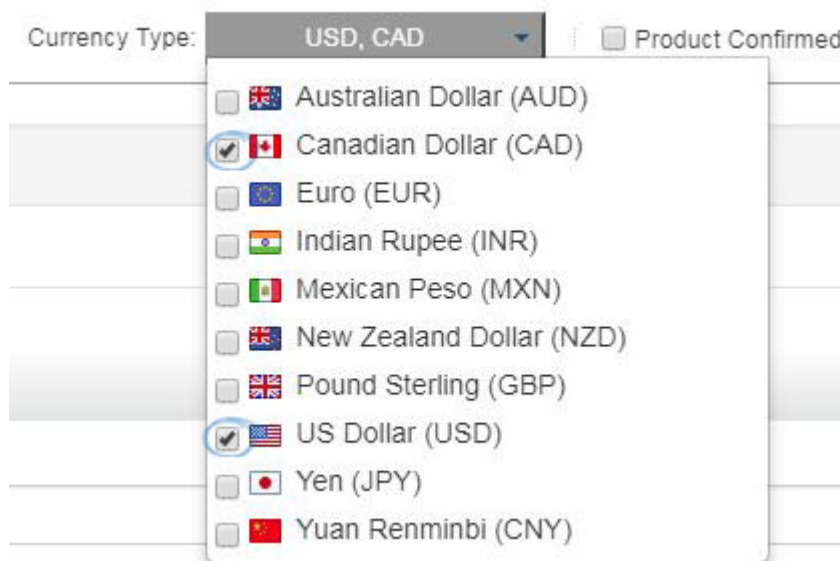 Currency Type: USD, CAD Product Confirmed
Australian Dollar (AUD)
Canadian Dollar (CAD)
Euro (EUR)
Indian Rupee (INR)
Mexican Peso (MXN)
New Zealand Dollar (NZD)
Pound Sterling (GBP)
US Dollar (USD)
Yen (JPY)
Yuan Renminbi (CNY)